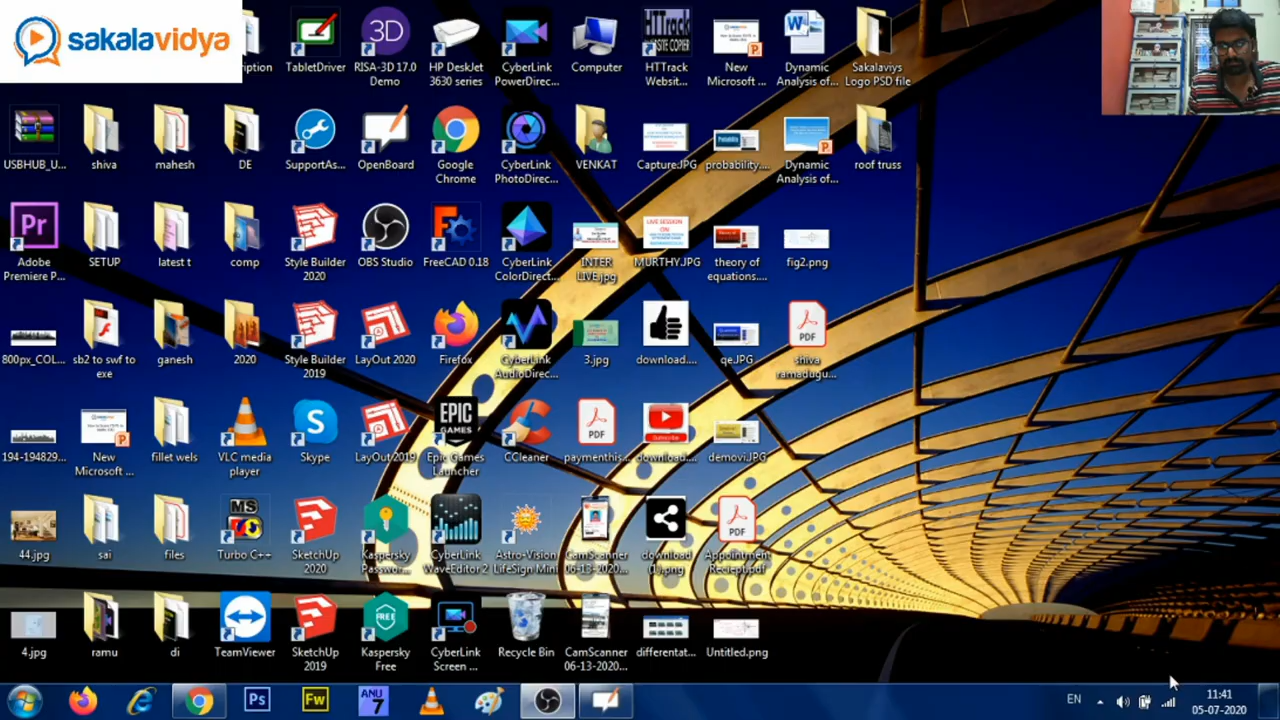 sakalavidya
ription
TabletDriver
RISA-3D 17.0
Demo
HP DeskJet
3630 series
CyberLink
PowerDirec...
Computer
HTTrack
Websit...
New
Microsoft ...
Dynamic
Analysis of...
Sakalaviys
Logo PSD file
USBHUB_U...
shiva
mahesh
DE
SupportAs...
OpenBoard
Google
Chrome
CyberLink
PhotoDirec...
VENKAT
CaptureJPG
probability....
Dynamic
Analysis of...
roof truss
Adobe
Premiere P...
SETUP
latest t
comp
Style Builder
2020
OBS Studio
FreeCAD 0.18
CyberLink
ColorDirect...
INTER
LIVE.jpg
MURTHY.JPG
theory of
equations....
fig2.png
800px_COL...
sb2 to swf to
exe
ganesh
2020
Style Builder
2019
LayOut 2020
Firefox
CyberLink
AudioDirec...
3.jpg
download....
qe.JPG
shiva
ramadugu...
194-194829...
New
Microsoft ...
fillet wels
VLC media
player
Skype
LayOut 2019
Epic Games
Launcher
CCleaner
paymenthis...
download....
demovi.JPG
44.jpg
sai
files
Turbo C++
SketchUp
2020
Kaspersky
Passwor...
CyberLink
WaveEditor 2
Astro-Vision
LifeSign Mini
CamScanner
06-13-2020...
download
(1).png
Appointment
Reciept.pdf
4.jpg
ramu
di
TeamViewer
SketchUp
2019
Kaspersky
Free
CyberLink
Screen ...
Recycle Bin
CamScanner
06-13-2020...
differentat...
Untitled.png
EN
11:41
05-07-2020